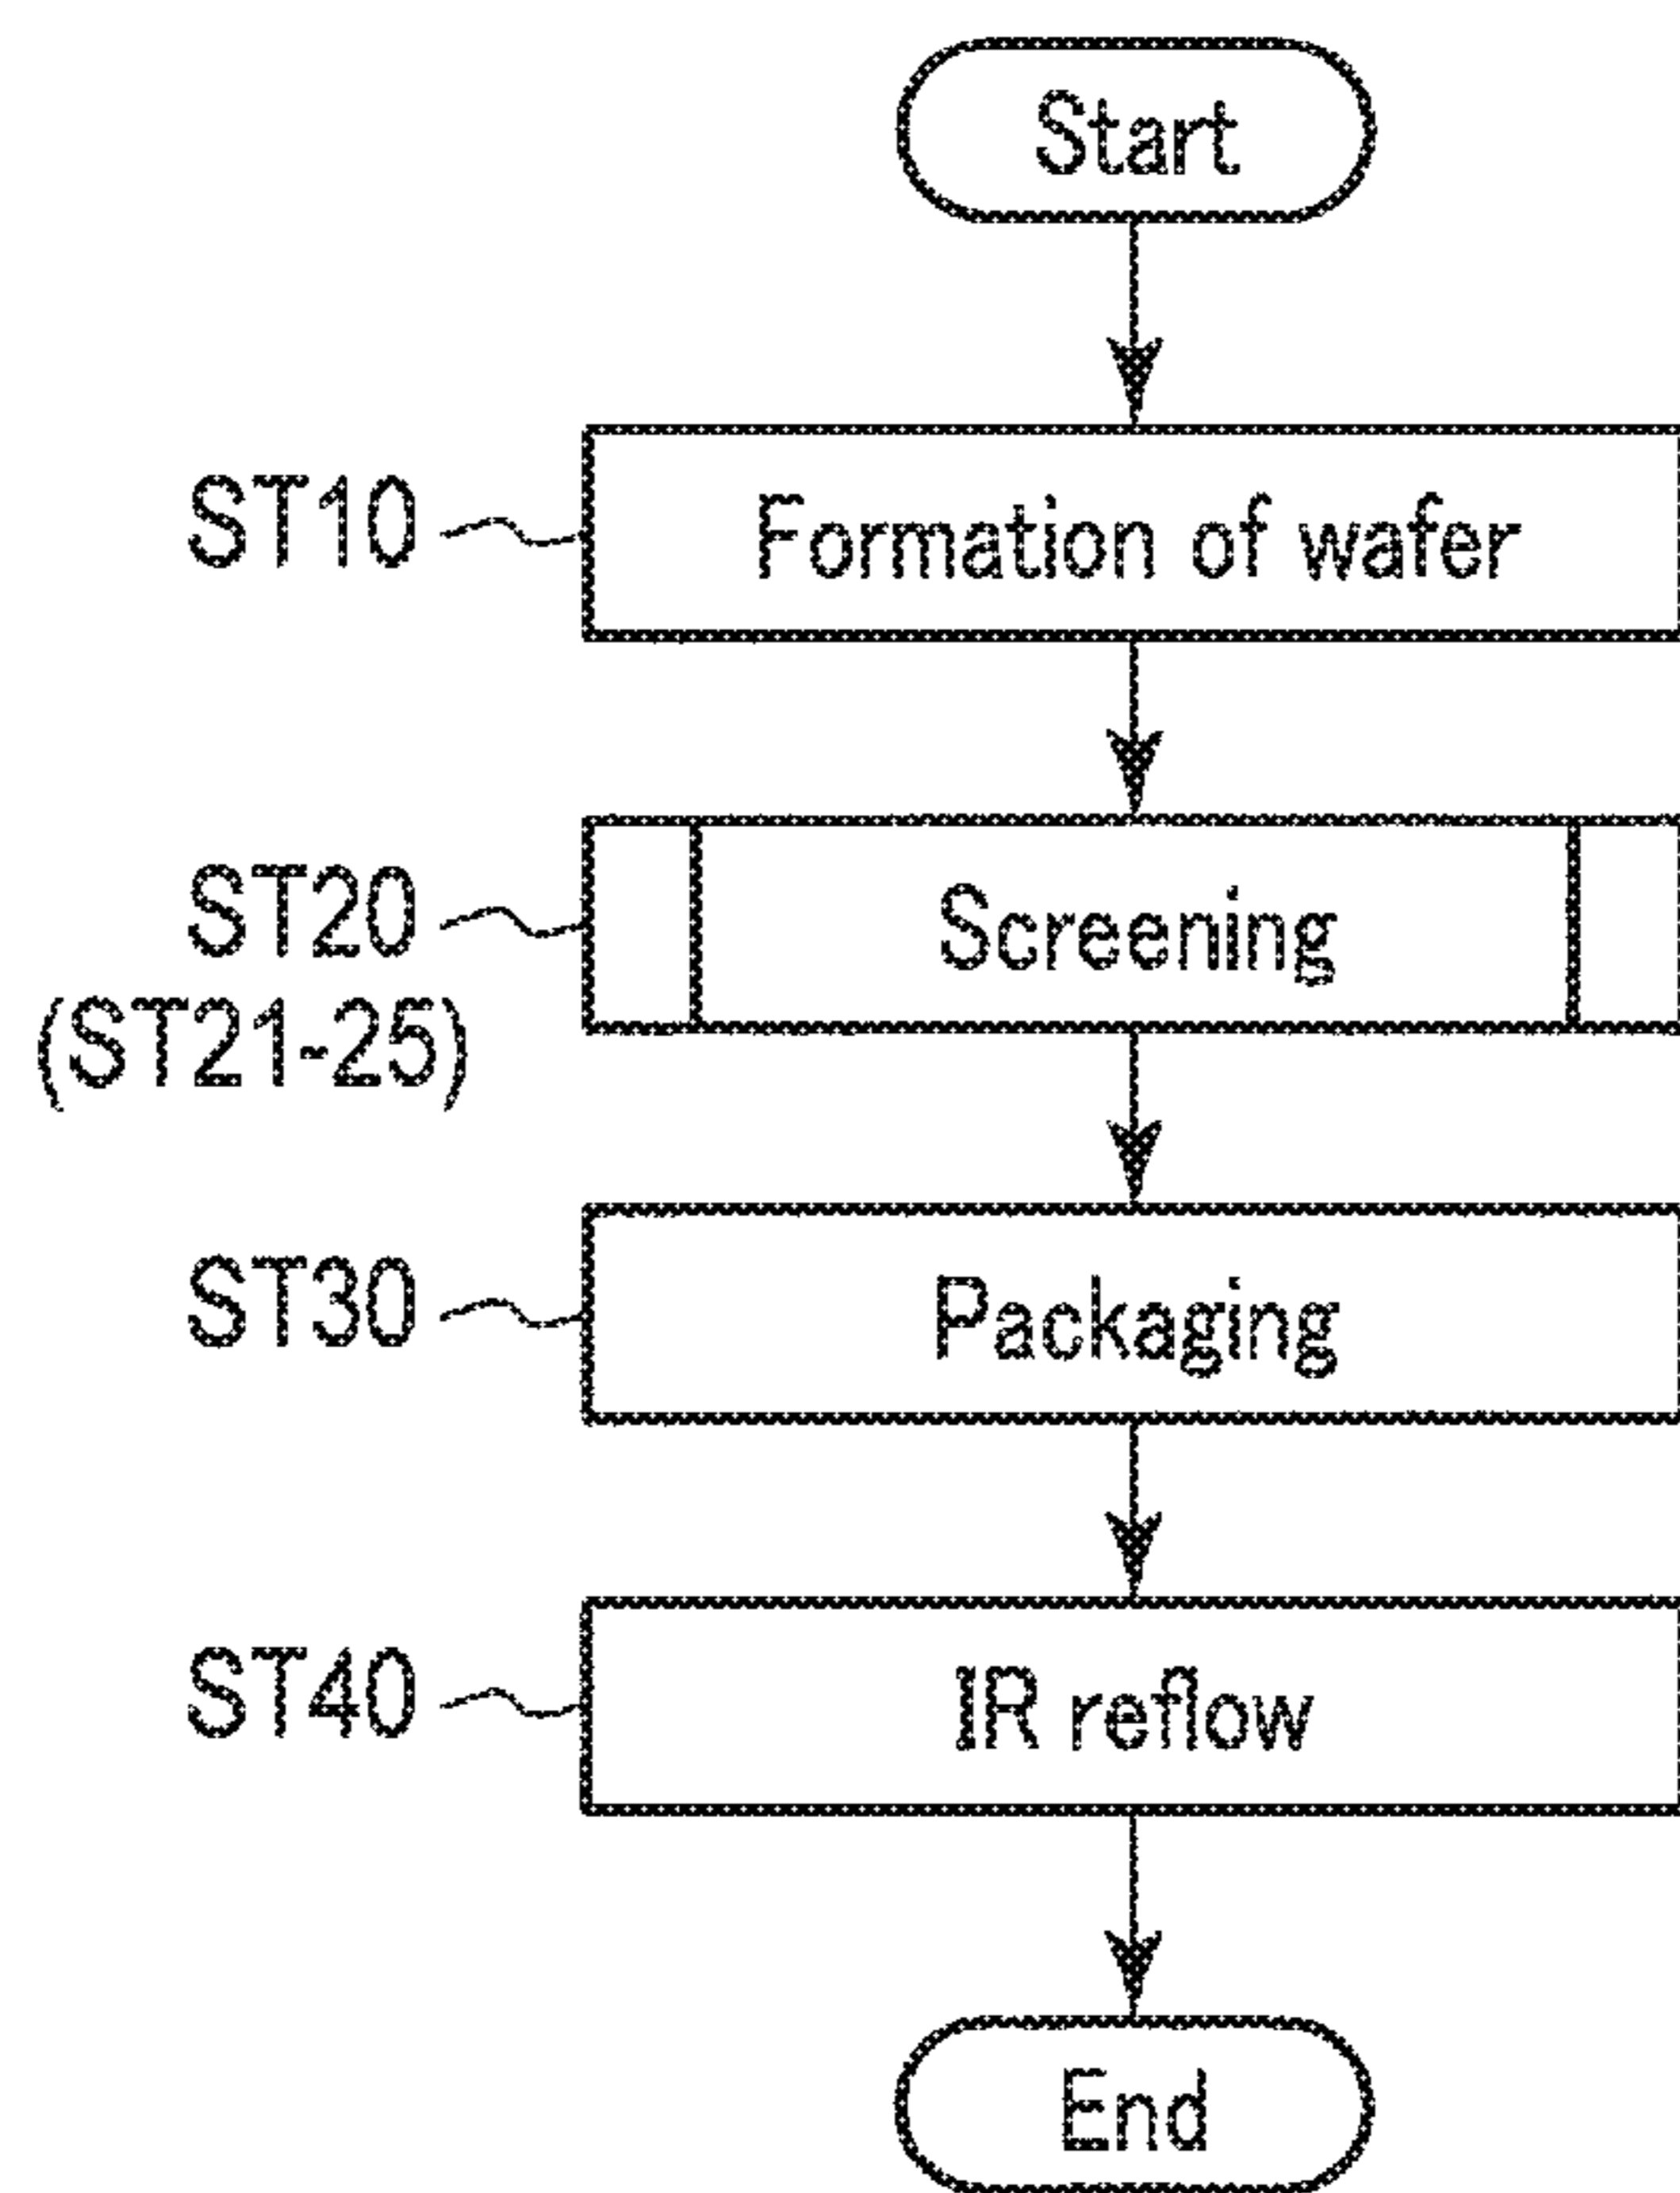 Start
ST10
Formation of wafer
ST20
(ST21-25)
Screening
ST30
Packaging
ST40
IR reflow
End